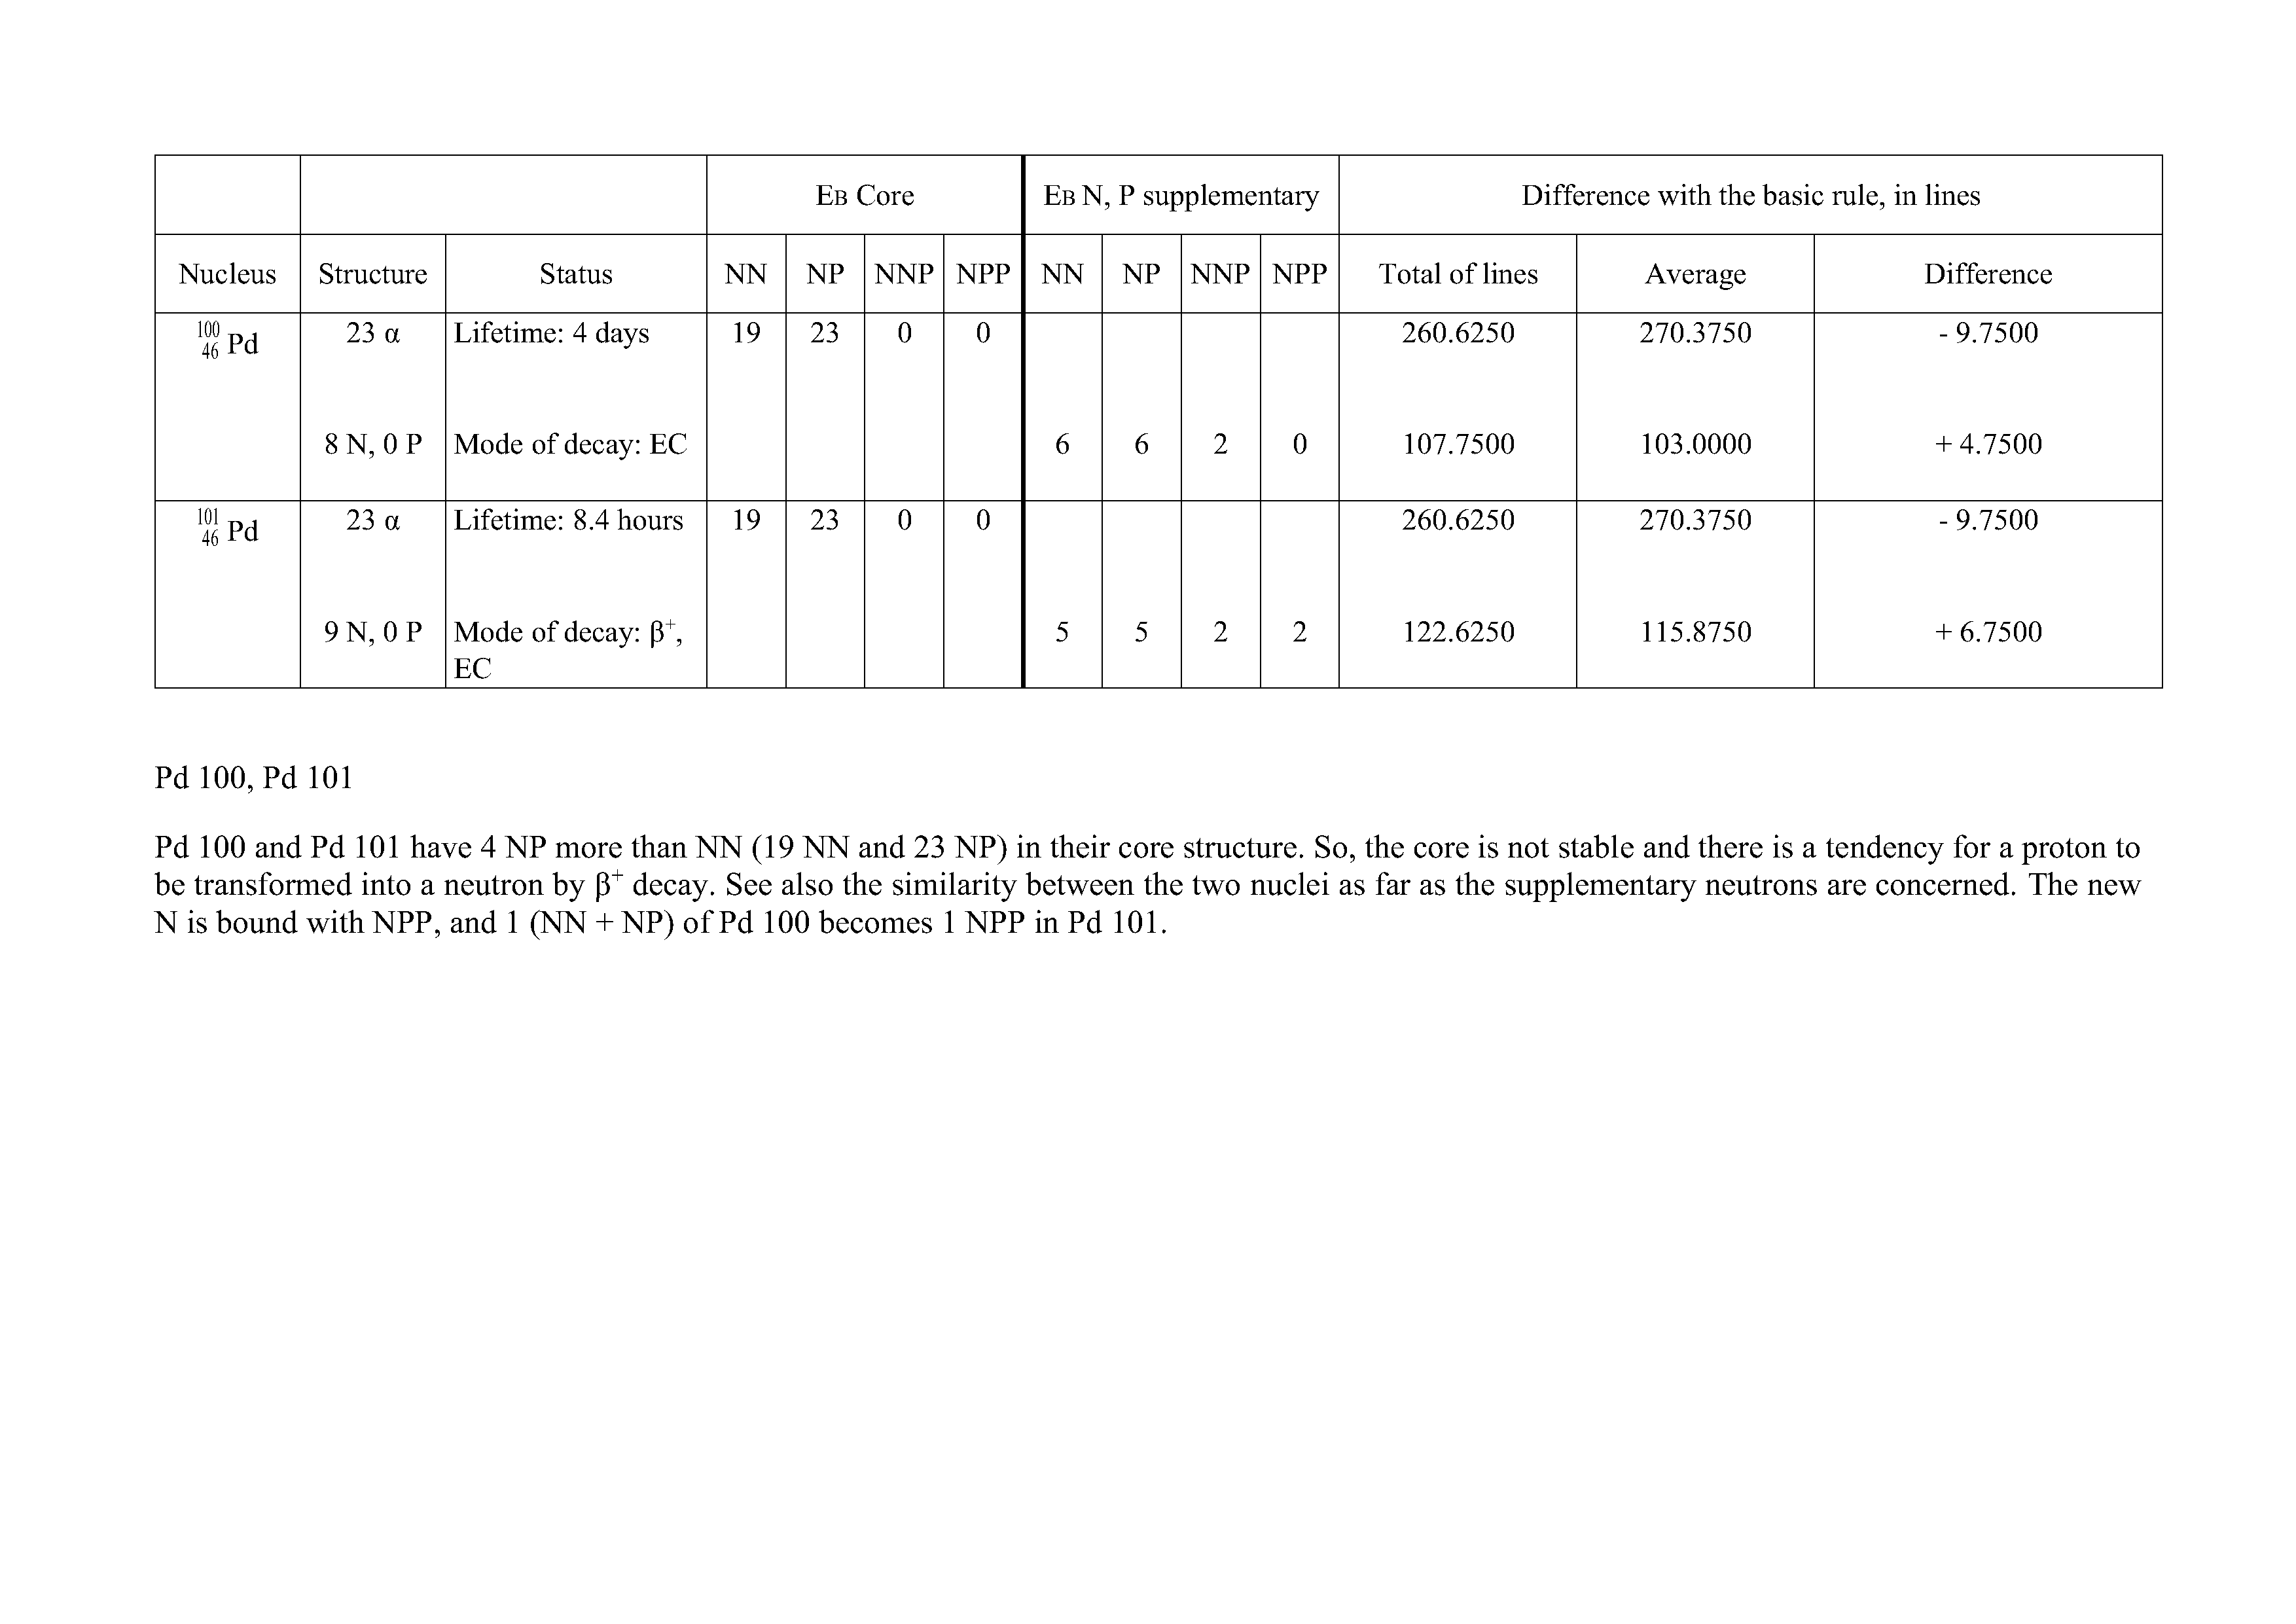 EB Core EB N, P supplementary Difference with the basic rule, in lines
Nucleus Structure Status NN NP NNP NPP NN NP NNP NPP Total of lines Average Difference
100 46 Pd 23 α Lifetime: 4 days 19 23 0 0 260.6250 270.3750 - 9.7500
8 N, 0 P Mode of decay: EC 6 6 2 0 107.7500 103.0000 + 4.7500
101 46 Pd 23 α Lifetime: 8.4 hours 19 23 0 0 260.6250 270.3750 - 9.7500
9 N, 0 P Mode of decay: β⁺, 5 5 2 2 122.6250 115.8750 + 6.7500
EC
Pd 100, Pd 101
Pd 100 and Pd 101 have 4 NP more than NN (19 NN and 23 NP) in their core structure. So, the core is not stable and there is a tendency for a proton to
be transformed into a neutron by β⁺ decay. See also the similarity between the two nuclei as far as the supplementary neutrons are concerned. The new
N is bound with NPP, and 1 (NN + NP) of Pd 100 becomes 1 NPP in Pd 101.